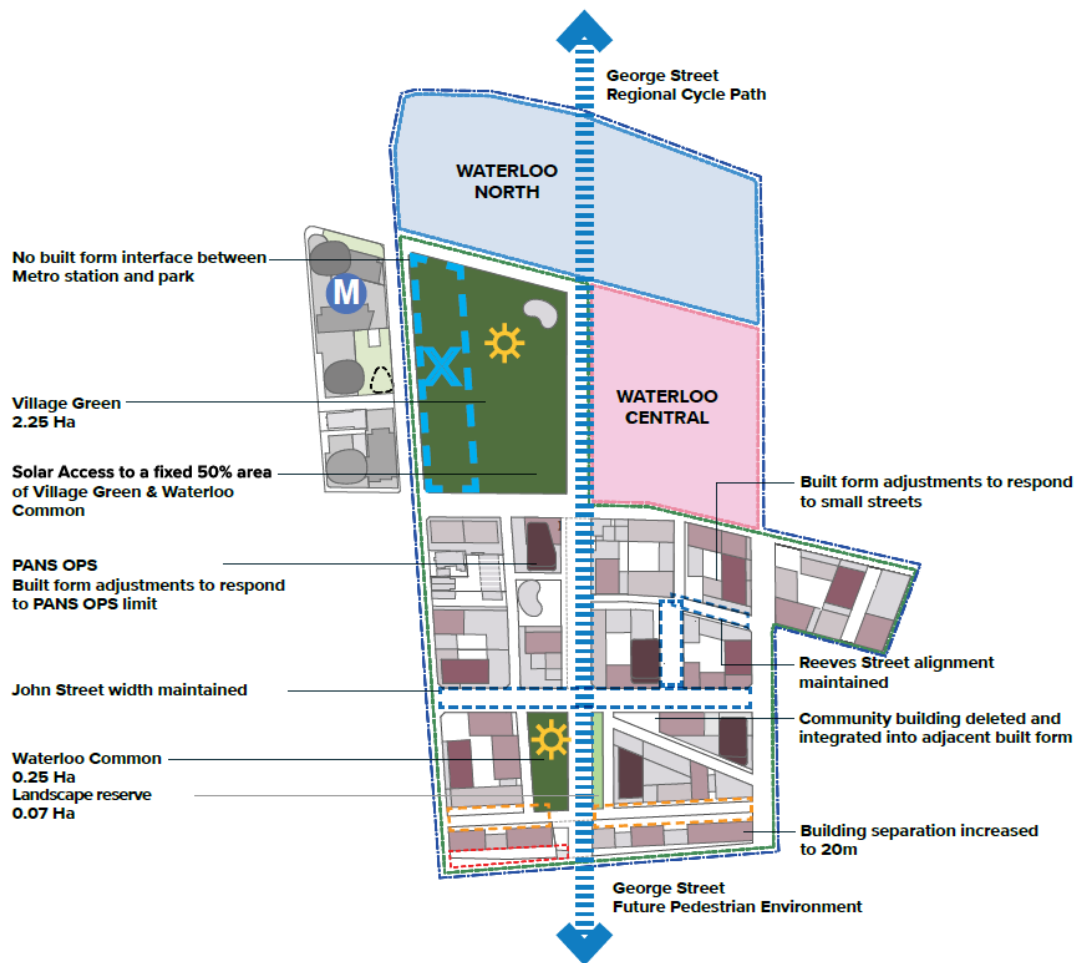 George Street
Regional Cycle Path
WATERLOO
NORTH
No built form interface between
Metro station and park
M
X
Village Green
2.25 Ha
WATERLOO
CENTRAL
Solar Access to a fixed 50% area
of Village Green & Waterloo
Common
Built form adjustments to respond
to small streets
PANS OPS
Built form adjustments to respond
to PANS OPS limit
Reeves Street alignment
maintained
John Street width maintained
Community building deleted and
integrated into adjacent built form
Waterloo Common
0.25 Ha
Landscape reserve
0.07 Ha
Building separation increased
to 20m
George Street
Future Pedestrian Environment